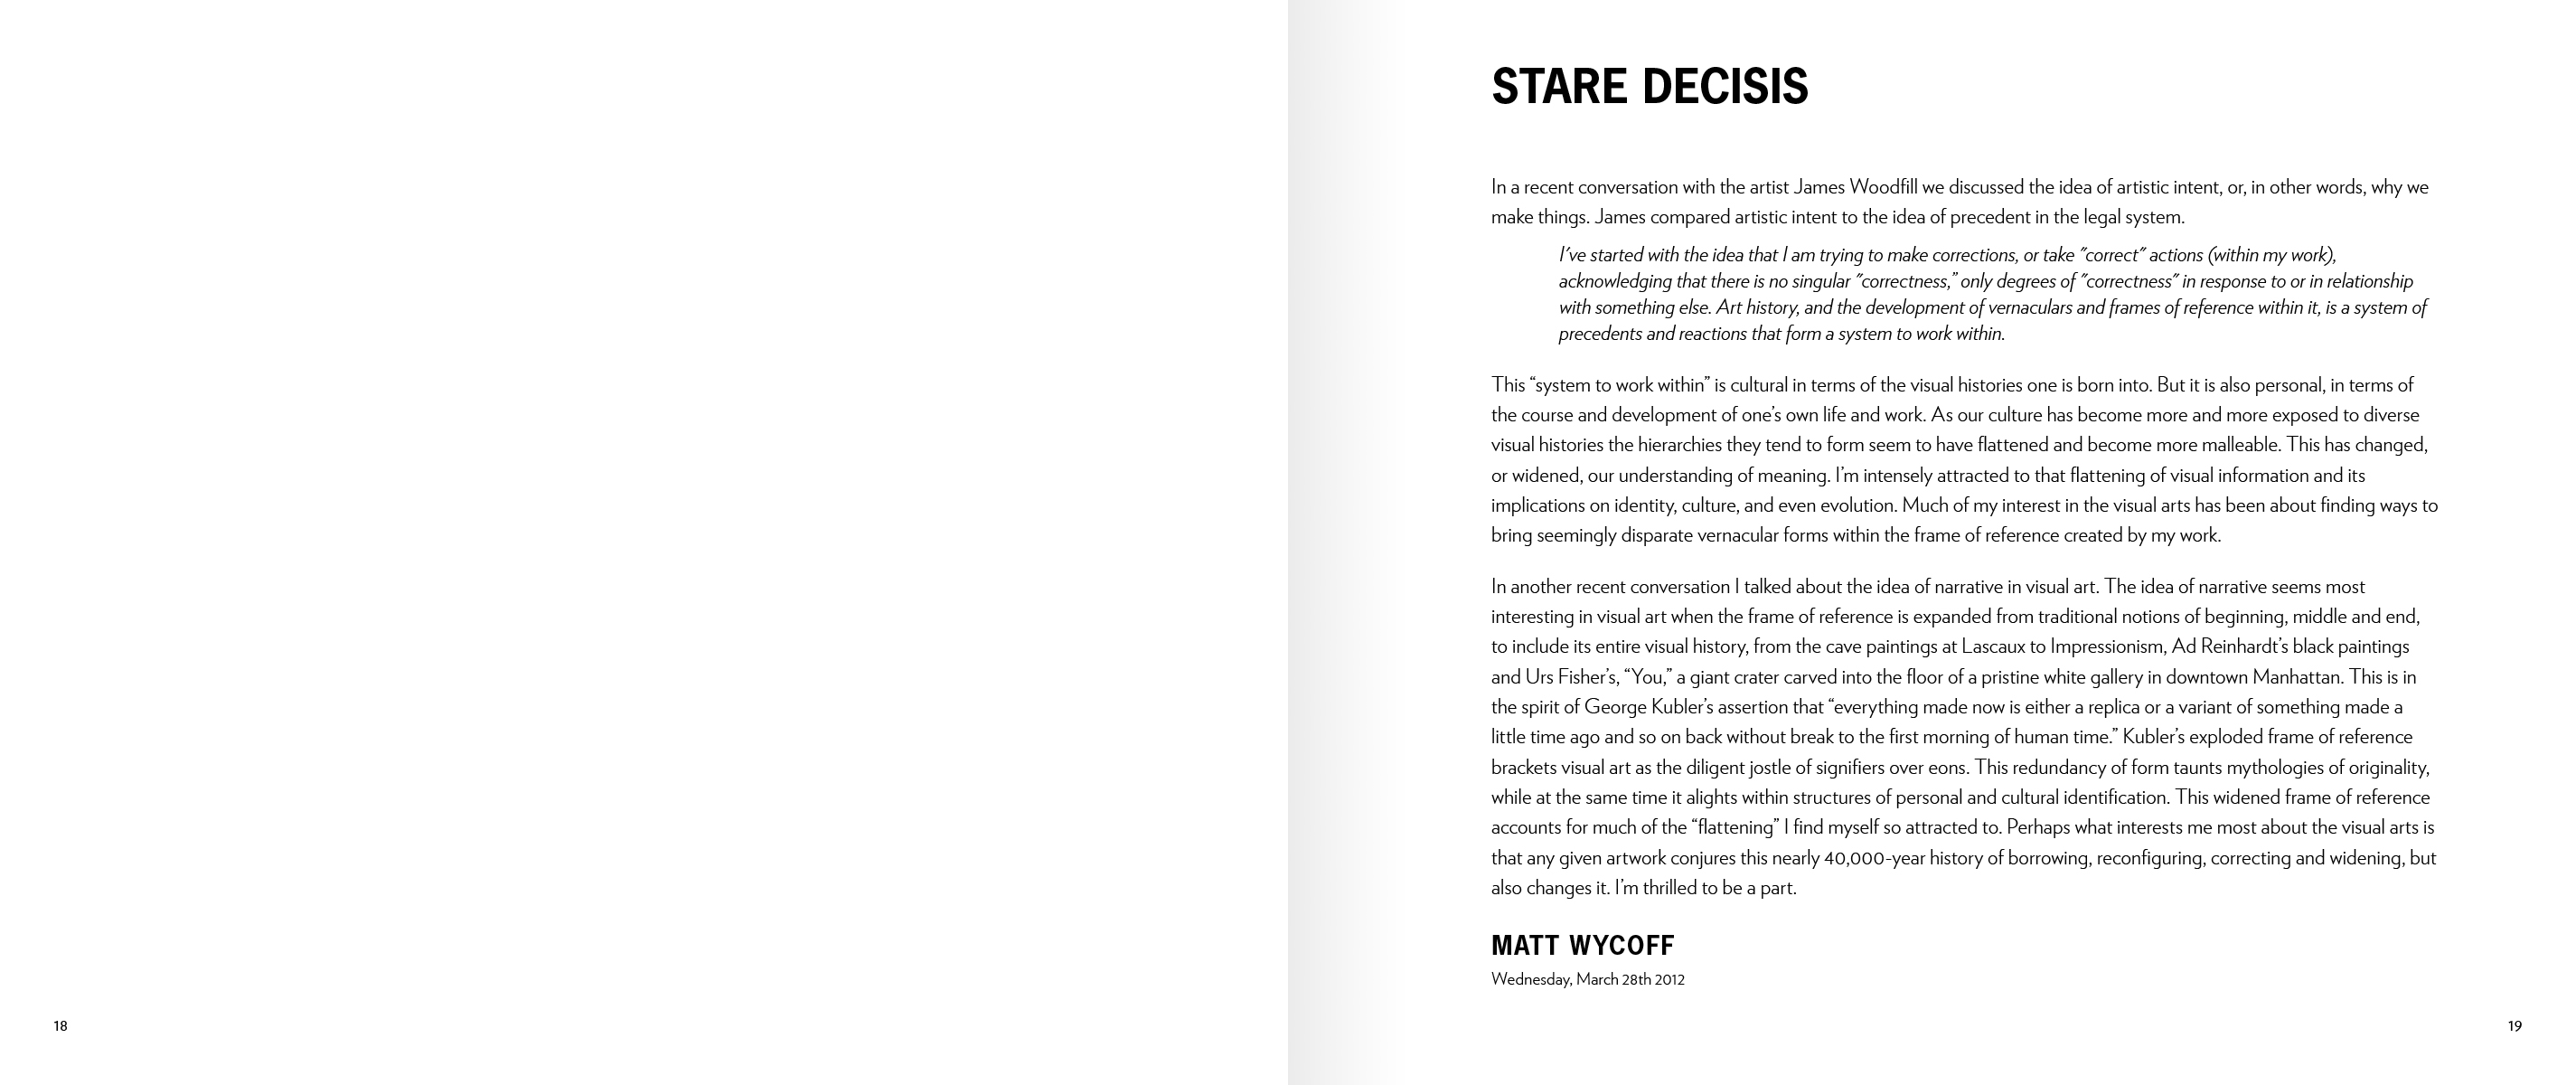 STARE DECISIS
In a recent conversation with the artist James Woodfill we discussed the idea of artistic intent, or, in other words, why we
make things. James compared artistic intent to the idea of precedent in the legal system.
I've started with the idea that I am trying to make corrections, or take "correct" actions (within my work),
acknowledging that there is no singular "correctness,” only degrees of "correctness" in response to or in relationship
with something else. Art history, and the development of vernaculars and frames of reference within it, is a system of
precedents and reactions that form a system to work within.
This “system to work within” is cultural in terms of the visual histories one is born into. But it is also personal, in terms of
the course and development of one’s own life and work. As our culture has become more and more exposed to diverse
visual histories the hierarchies they tend to form seem to have flattened and become more malleable. This has changed,
or widened, our understanding of meaning. I’m intensely attracted to that flattening of visual information and its
implications on identity, culture, and even evolution. Much of my interest in the visual arts has been about finding ways to
bring seemingly disparate vernacular forms within the frame of reference created by my work.
In another recent conversation I talked about the idea of narrative in visual art. The idea of narrative seems most
interesting in visual art when the frame of reference is expanded from traditional notions of beginning, middle and end,
to include its entire visual history, from the cave paintings at Lascaux to Impressionism, Ad Reinhardt’s black paintings
and Urs Fisher’s, “You,” a giant crater carved into the floor of a pristine white gallery in downtown Manhattan. This is in
the spirit of George Kubler’s assertion that “everything made now is either a replica or a variant of something made a
little time ago and so on back without break to the first morning of human time.” Kubler’s exploded frame of reference
brackets visual art as the diligent jostle of signifiers over eons. This redundancy of form taunts mythologies of originality,
while at the same time it alights within structures of personal and cultural identification. This widened frame of reference
accounts for much of the “flattening” I find myself so attracted to. Perhaps what interests me most about the visual arts is
that any given artwork conjures this nearly 40,000-year history of borrowing, reconfiguring, correcting and widening, but
also changes it. I’m thrilled to be a part.
MATT WYCOFF
Wednesday, March 28th 2012
18
19